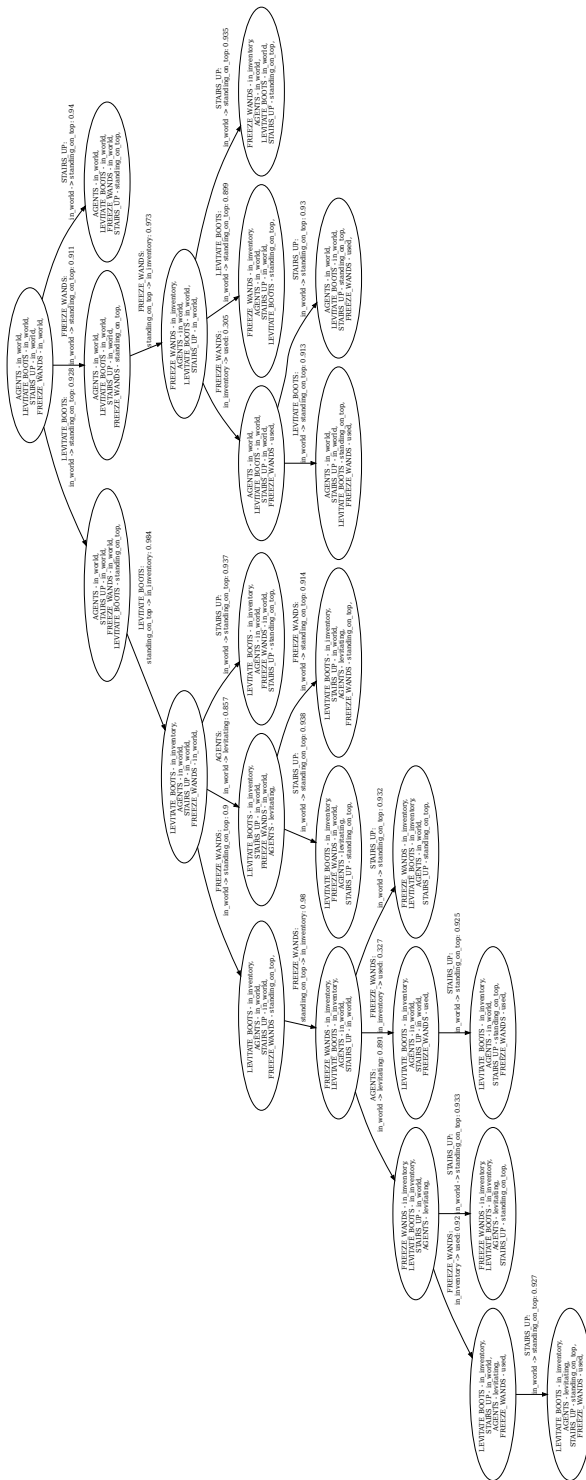 AGENTS - in_world,
LEVITATE_BOOTS - in_world,
STAIRS_UP - in_world,
FREEZE_WANDS - in_world,
LEVITATE_BOOTS:
in_world -> standing_on_top: 0.928
FREEZE_WANDS:
in_world -> standing_on_top: 0.911
STAIRS_UP:
in_world -> standing_on_top: 0.94
AGENTS - in_world,
STAIRS_UP - in_world,
FREEZE_WANDS - in_world,
LEVITATE_BOOTS - standing_on_top,
AGENTS - in_world,
LEVITATE_BOOTS - in_world,
STAIRS_UP - in_world,
FREEZE_WANDS - standing_on_top,
AGENTS - in_world,
LEVITATE_BOOTS - in_world,
FREEZE_WANDS - in_world,
STAIRS_UP - standing_on_top,
LEVITATE_BOOTS:
standing_on_top -> in_inventory: 0.984
FREEZE_WANDS:
standing_on_top -> in_inventory: 0.973
LEVITATE_BOOTS - in_inventory,
AGENTS - in_world,
STAIRS_UP - in_world,
FREEZE_WANDS - in_world,
FREEZE_WANDS - in_inventory,
AGENTS - in_world,
LEVITATE_BOOTS - in_world,
STAIRS_UP - in_world,
FREEZE_WANDS:
in_world -> standing_on_top: 0.9
AGENTS:
in_world -> levitating: 0.857
STAIRS_UP:
in_world -> standing_on_top: 0.937
FREEZE_WANDS:
in_inventory -> used: 0.305
LEVITATE_BOOTS:
in_world -> standing_on_top: 0.899
STAIRS_UP:
in_world -> standing_on_top: 0.935
LEVITATE_BOOTS - in_inventory,
AGENTS - in_world,
STAIRS_UP - in_world,
FREEZE_WANDS - standing_on_top,
LEVITATE_BOOTS - in_inventory,
STAIRS_UP - in_world,
FREEZE_WANDS - in_world,
AGENTS - levitating,
LEVITATE_BOOTS - in_inventory,
AGENTS - in_world,
FREEZE_WANDS - in_world,
STAIRS_UP - standing_on_top,
AGENTS - in_world,
LEVITATE_BOOTS - in_world,
STAIRS_UP - in_world,
FREEZE_WANDS - used,
FREEZE_WANDS - in_inventory,
AGENTS - in_world,
STAIRS_UP - in_world,
LEVITATE_BOOTS - standing_on_top,
FREEZE_WANDS - in_inventory,
AGENTS - in_world,
LEVITATE_BOOTS - in_world,
STAIRS_UP - standing_on_top,
FREEZE_WANDS:
standing_on_top -> in_inventory: 0.98
STAIRS_UP:
in_world -> standing_on_top: 0.938
FREEZE_WANDS:
in_world -> standing_on_top: 0.914
LEVITATE_BOOTS:
in_world -> standing_on_top: 0.913
STAIRS_UP:
in_world -> standing_on_top: 0.93
FREEZE_WANDS - in_inventory,
LEVITATE_BOOTS - in_inventory,
AGENTS - in_world,
STAIRS_UP - in_world,
LEVITATE_BOOTS - in_inventory,
FREEZE_WANDS - in_world,
AGENTS - levitating,
STAIRS_UP - standing_on_top,
LEVITATE_BOOTS - in_inventory,
STAIRS_UP - in_world,
AGENTS - levitating,
FREEZE_WANDS - standing_on_top,
AGENTS - in_world,
STAIRS_UP - in_world,
LEVITATE_BOOTS - standing_on_top,
FREEZE_WANDS - used,
AGENTS - in_world,
LEVITATE_BOOTS - in_world,
STAIRS_UP - standing_on_top,
FREEZE_WANDS - used,
AGENTS:
in_world -> levitating: 0.891
FREEZE_WANDS:
in_inventory -> used: 0.327
STAIRS_UP:
in_world -> standing_on_top: 0.932
FREEZE_WANDS - in_inventory,
LEVITATE_BOOTS - in_inventory,
STAIRS_UP - in_world,
AGENTS - levitating,
LEVITATE_BOOTS - in_inventory,
AGENTS - in_world,
STAIRS_UP - in_world,
FREEZE_WANDS - used,
FREEZE_WANDS - in_inventory,
LEVITATE_BOOTS - in_inventory,
AGENTS - in_world,
STAIRS_UP - standing_on_top,
FREEZE_WANDS:
in_inventory -> used: 0.92
STAIRS_UP:
in_world -> standing_on_top: 0.933
STAIRS_UP:
in_world -> standing_on_top: 0.925
LEVITATE_BOOTS - in_inventory,
STAIRS_UP - in_world,
AGENTS - levitating,
FREEZE_WANDS - used,
FREEZE_WANDS - in_inventory,
LEVITATE_BOOTS - in_inventory,
AGENTS - levitating,
STAIRS_UP - standing_on_top,
LEVITATE_BOOTS - in_inventory,
AGENTS - in_world,
STAIRS_UP - standing_on_top,
FREEZE_WANDS - used,
STAIRS_UP:
in_world -> standing_on_top: 0.927
LEVITATE_BOOTS - in_inventory,
AGENTS - levitating,
STAIRS_UP - standing_on_top,
FREEZE_WANDS - used,